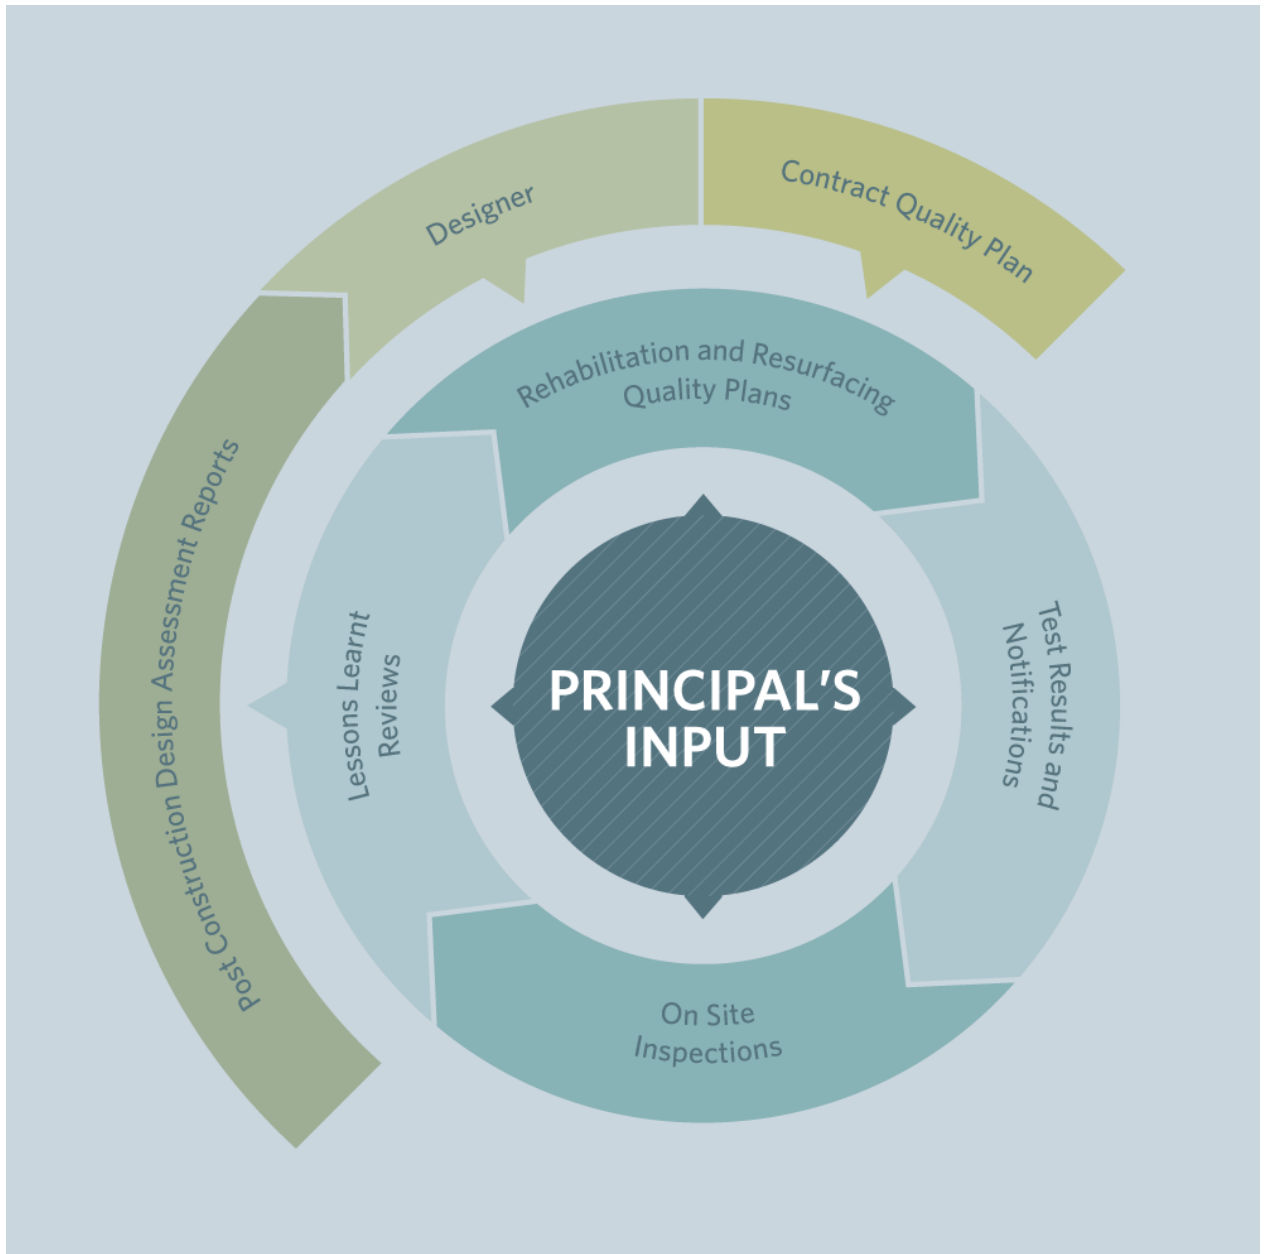 Designer
Contract Quality Plan
Post Construction Design Assessment Reports
Rehabilitation and Resurfacing
Quality Plans
Test Results and
Notifications
On Site
Inspections
Lessons Learnt
Reviews
PRINCIPAL'S
INPUT